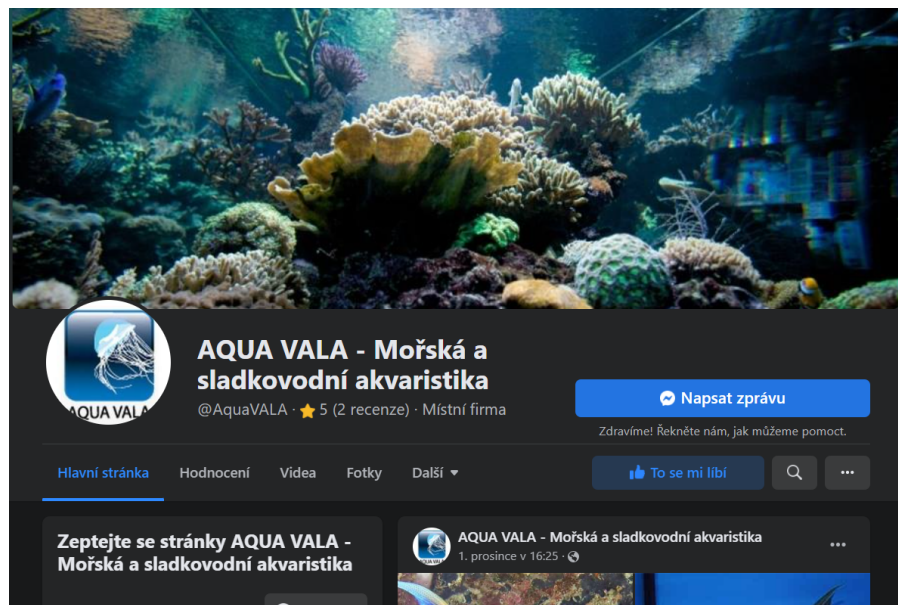 AQUA VALA
AQUA VALA - Mořská a
sladkovodní akvaristika
@AquaVALA · 5 (2 recenze) · Místní firma
Napsat zprávu
Zdravíme! Řekněte nám, jak můžeme pomoct.
Hlavní stránka
Hodnocení
Videa
Fotky
Další
To se mi líbí
Zeptejte se stránky AQUA VALA -
Mořská a sladkovodní akvaristika
AQUA VALA - Mořská a sladkovodní akvaristika
1. prosince v 16:25 ·